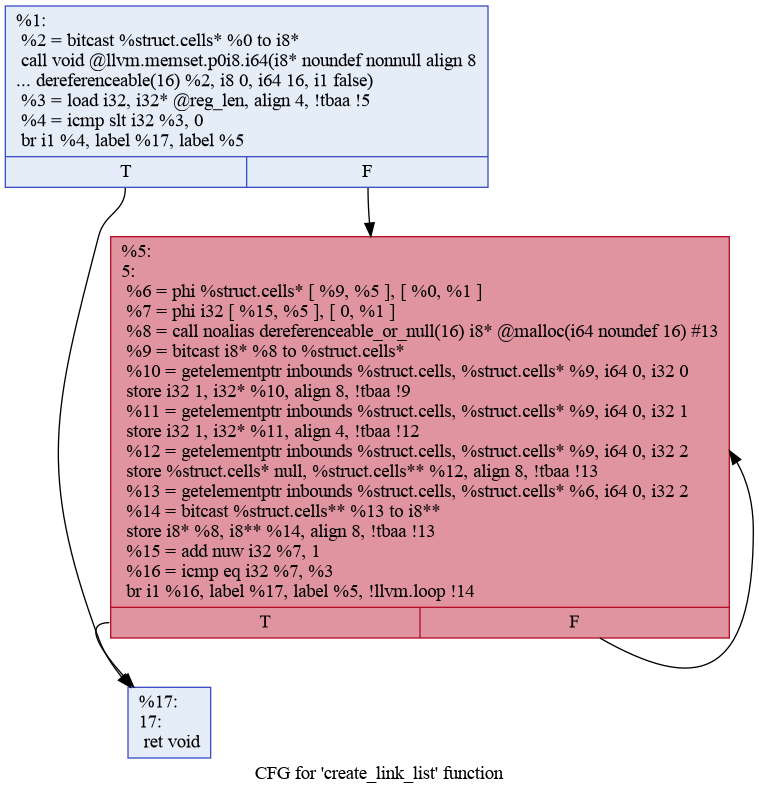 %1:
%2 = bitcast %struct.cells* %0 to i8*
call void @llvm.memset.p0i8.i64(i8* noundef nonnull align 8
... dereferenceable(16) %2, i8 0, i64 16, i1 false)
%3 = load i32, i32* @reg_len, align 4, !tbaa !5
%4 = icmp slt i32 %3, 0
br i1 %4, label %17, label %5
T F
%5:
5:
%6 = phi %struct.cells* [ %9, %5 ], [ %0, %1 ]
%7 = phi i32 [ %15, %5 ], [ 0, %1 ]
%8 = call noalias dereferenceable_or_null(16) i8* @malloc(i64 noundef 16) #13
%9 = bitcast i8* %8 to %struct.cells*
%10 = getelementptr inbounds %struct.cells, %struct.cells* %9, i64 0, i32 0
store i32 1, i32* %10, align 8, !tbaa !9
%11 = getelementptr inbounds %struct.cells, %struct.cells* %9, i64 0, i32 1
store i32 1, i32* %11, align 4, !tbaa !12
%12 = getelementptr inbounds %struct.cells, %struct.cells* %9, i64 0, i32 2
store %struct.cells* null, %struct.cells** %12, align 8, !tbaa !13
%13 = getelementptr inbounds %struct.cells, %struct.cells* %6, i64 0, i32 2
%14 = bitcast %struct.cells** %13 to i8**
store i8* %8, i8** %14, align 8, !tbaa !13
%15 = add nuw i32 %7, 1
%16 = icmp eq i32 %7, %3
br i1 %16, label %17, label %5, !llvm.loop !14
T F
%17:
17:
ret void
CFG for 'create_link_list' function